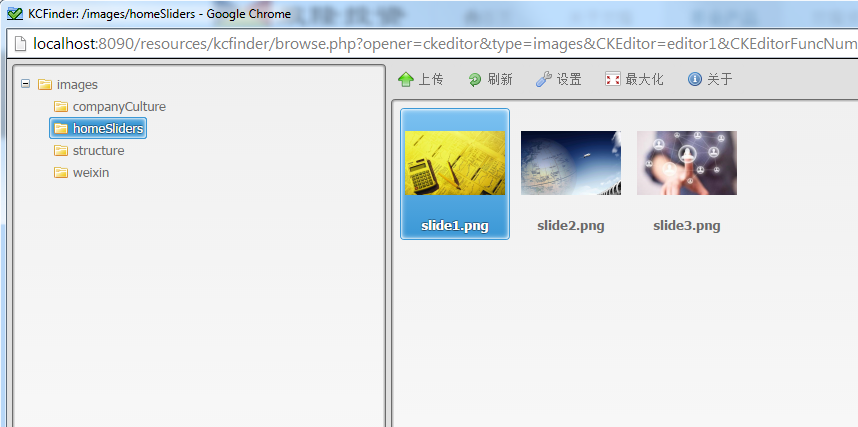 KCFinder: /images/homeSliders - Google Chrome
localhost:8090/resources/kcfinder/browse.php?opener=ckeditor&type=images&CKEditor=editor1&CKEditorFuncNum
images
companyCulture
homeSliders
structure
weixin
上传 刷新 设置 最大化 关于
slide1.png slide2.png slide3.png